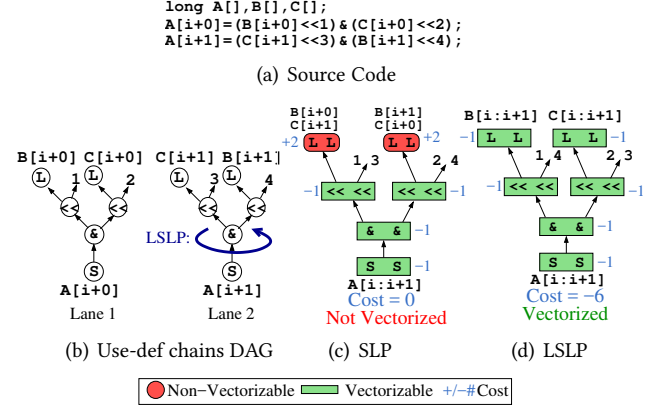 long A[],B[],C[];
A[i+0]=(B[i+0]<<1)&(C[i+0]<<2);
A[i+1]=(C[i+1]<<3)&(B[i+1]<<4);
(a) Source Code
B[i+0] C[i+0]
L 1 L 2
<< <<
&
S
A[i+0]
Lane 1
C[i+1] B[i+1]
L 3 L 4
<< <<
LSLP: &
S
A[i+1]
Lane 2
(b) Use-def chains DAG
B[i+0] B[i+1]
C[i+1] C[i+0]
+2 L L L L +2
1 3 2 4
−1 << << << << −1
& & −1
S S −1
A[i:i+1]
Cost = 0
Not Vectorized
(c) SLP
B[i:i+1] C[i:i+1]
−1 L L L L −1
1 4 2 3
−1 << << << << −1
& & −1
S S −1
A[i:i+1]
Cost = −6
Vectorized
(d) LSLP
Non−Vectorizable Vectorizable +/−# Cost